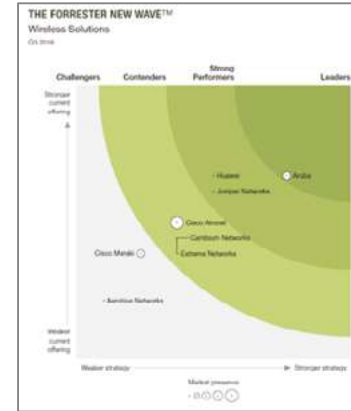 THE FORRESTER NEW WAVE™
Wireless Solutions
Challengers Contenders Strong Performers Leaders
Stronger
current
offering
Huawei
Aruba
Juniper Networks
Cisco Aironet
Cambium Networks
Cisco Meraki
Extreme Networks
Aerohive Networks
Weaker
current
offering
Weaker strategy
Stronger strategy
Market presence